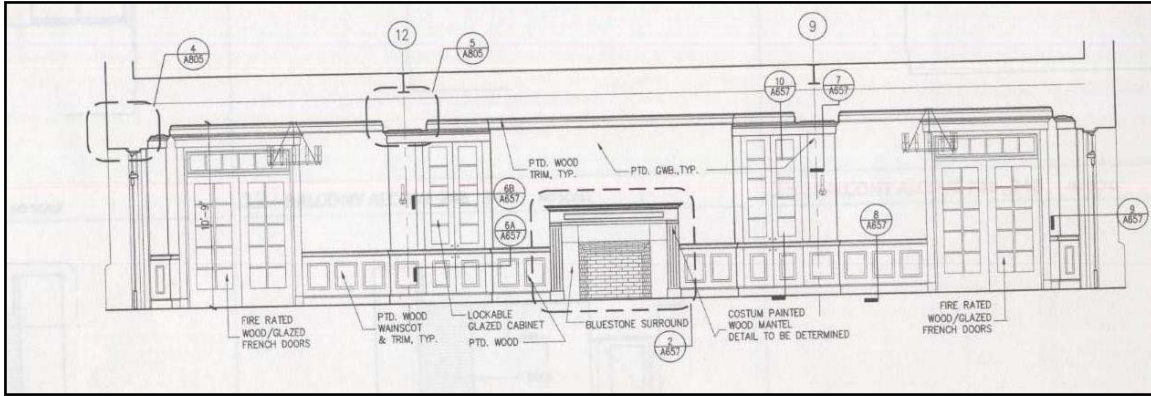 4
A805
12
5
A805
9
10
A657
7
A657
PTD. WOOD
TRIM, TYP.
PTD. GWB.,TYP.
10'-9"
6B
A657
6A
A657
8
A657
9
A657
FIRE RATED
WOOD/GLAZED
FRENCH DOORS
PTD. WOOD
WAINSCOT
& TRIM, TYP.
LOCKABLE
GLAZED CABINET
PTD. WOOD
BLUESTONE SURROUND
2
A657
COSTUM PAINTED
WOOD MANTEL
DETAIL TO BE DETERMINED
FIRE RATED
WOOD/GLAZED
FRENCH DOORS